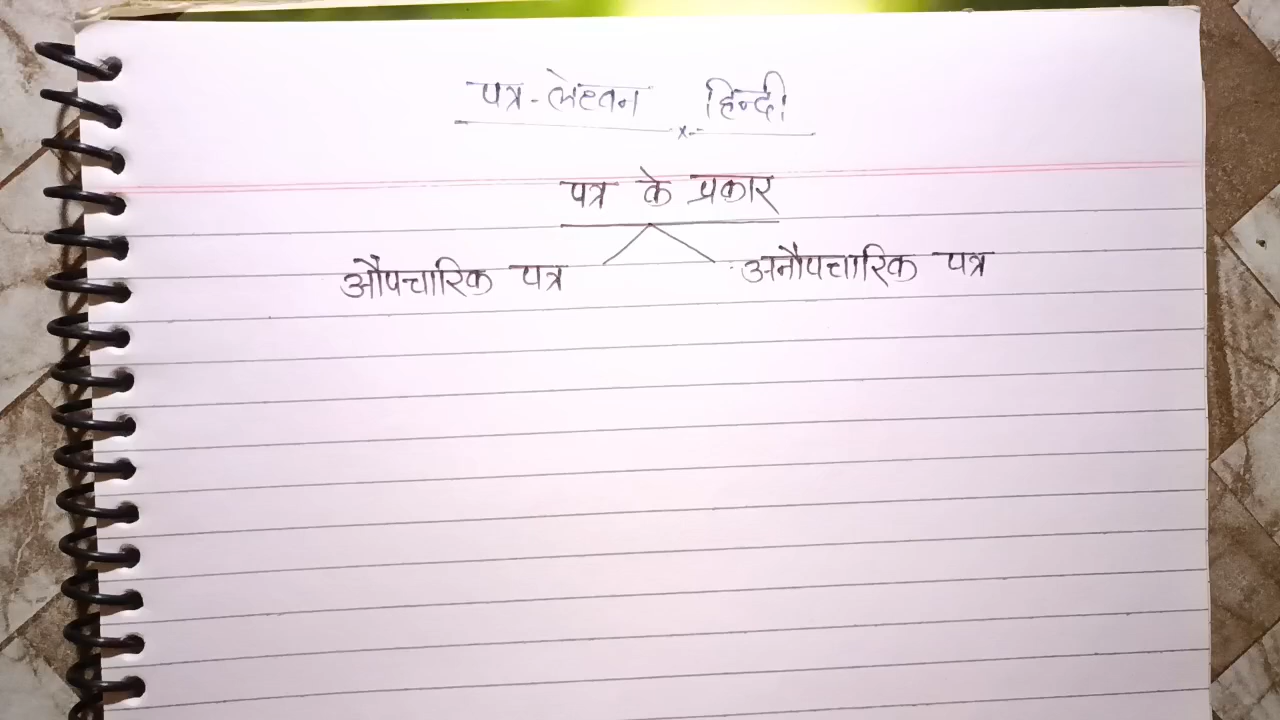 पत्र-लेखन हिन्दी
पत्र के प्रकार
औपचारिक पत्र अनौपचारिक पत्र